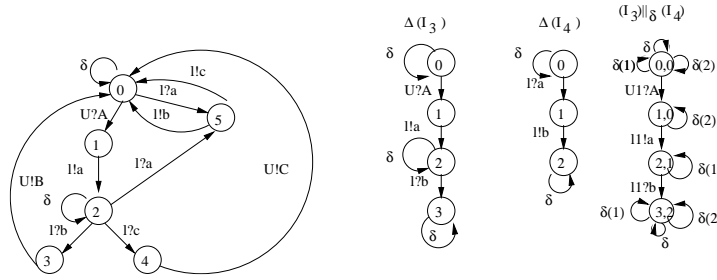 Δ (I3)
Δ (I4)
(I3)||δ (I4)
δ
0
l!c
l?a
l!b
5
U?A
1
l!a
l?a
U!B
U!C
δ
2
l?b
l?c
3
4
δ
0
U?A
1
l!a
δ
2
l?b
3
δ
δ
0
l?a
1
l!b
2
δ
δ
δ(1)
0,0
δ(2)
U1?A
1,0
δ(2)
l1!a
2,1
δ(1
l1?b
δ(1)
3,2
δ(2
δ